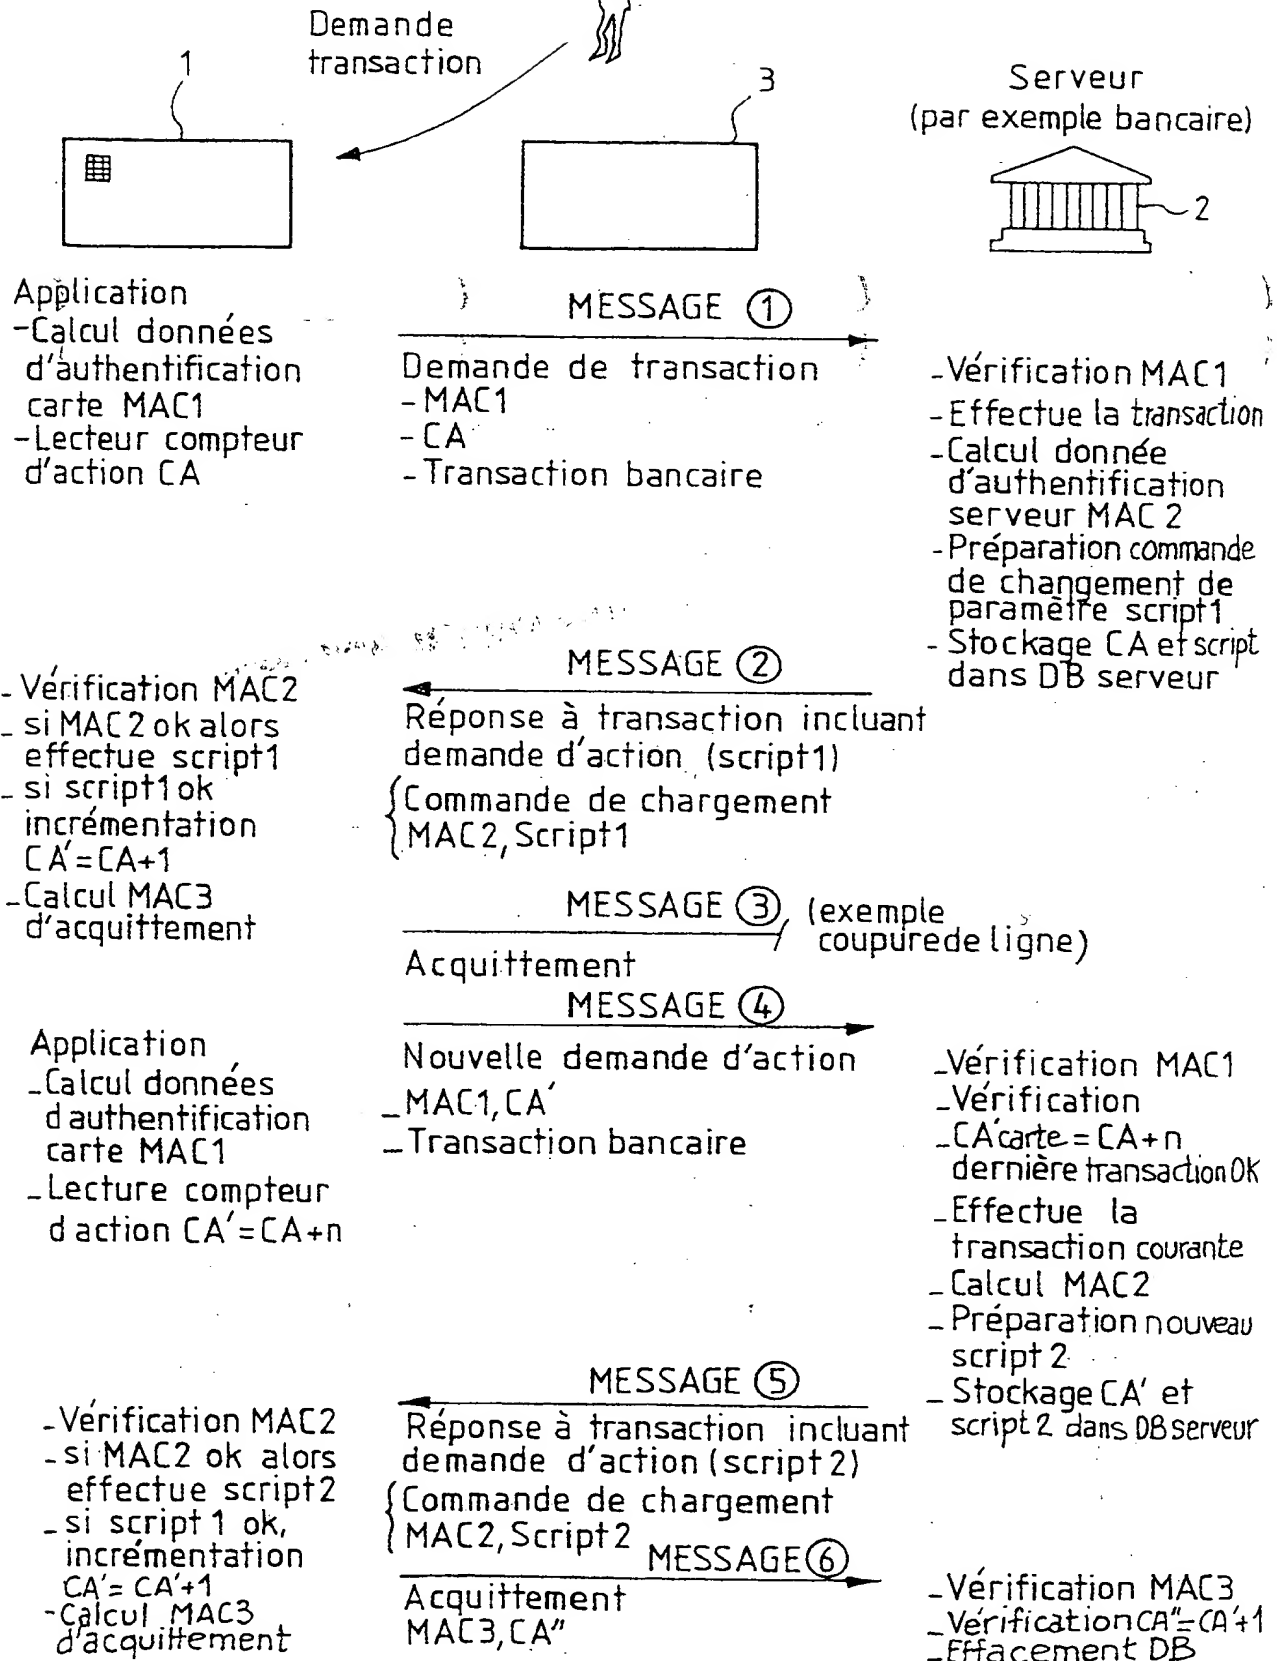 Demande
transaction
1
3
Serveur
(par exemple bancaire)
2
Application
-Calcul données
d'authentification
carte MAC1
-Lecteur compteur
d'action CA
MESSAGE 1
Demande de transaction
-MAC1
-CA
-Transaction bancaire
-Vérification MAC1
-Effectue la transaction
-Calcul donnée
d'authentification
serveur MAC 2
-Préparation commande
de changement de
paramètre script1
-Stockage CA et script
dans DB serveur
MESSAGE 2
Réponse à transaction incluant
demande d'action (script1)
Commande de chargement
MAC2, Script1
-Vérification MAC2
-si MAC2 ok alors
effectue script1
-si script1 ok
incrémentation
CA'=CA+1
-Calcul MAC3
d'acquittement
MESSAGE 3 (exemple
coupure de ligne)
Acquittement
MESSAGE 4
Nouvelle demande d'action
-MAC1, CA'
-Transaction bancaire
Application
-Calcul données
d authentification
carte MAC1
-Lecture compteur
d action CA'=CA+n
-Vérification MAC1
-Vérification
-CA'carte=CA+n
dernière transaction OK
-Effectue la
transaction courante
-Calcul MAC2
-Préparation nouveau
script 2
-Stockage CA' et
script 2 dans DB serveur
MESSAGE 5
Réponse à transaction incluant
demande d'action (script 2)
Commande de chargement
MAC2, Script 2
-Vérification MAC2
-si MAC2 ok alors
effectue script2
-si script 1 ok,
incrémentation
CA'= CA'+1
-Calcul MAC3
d'acquittement
MESSAGE 6
Acquittement
MAC3, CA"
-Vérification MAC3
-Vérification CA"=CA'+1
-Effacement DB